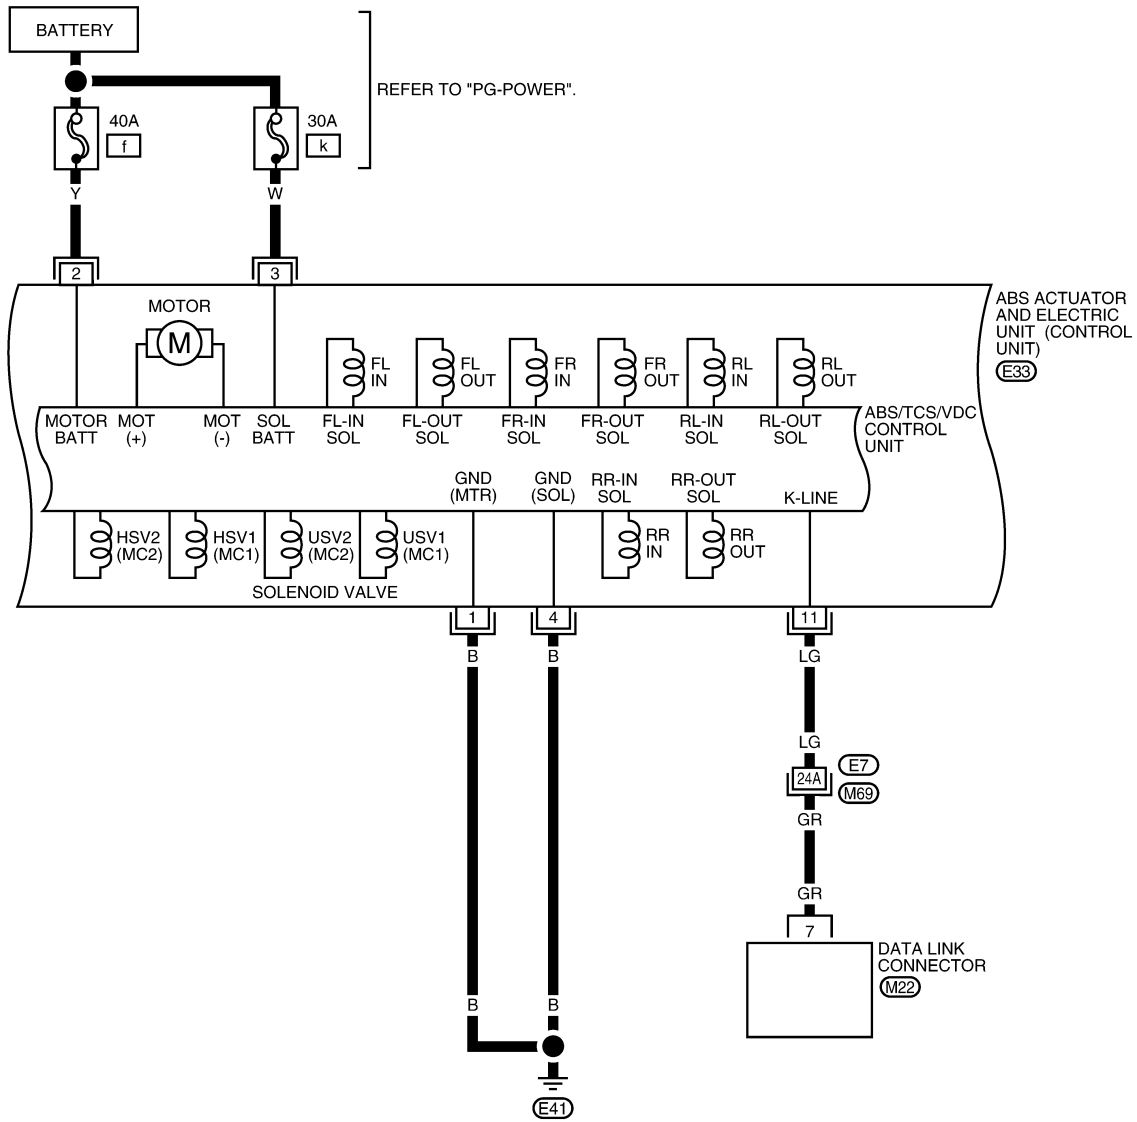 BATTERY
REFER TO "PG-POWER".
40A
f
30A
k
Y
W
2
3
MOTOR
M
ABS ACTUATOR
AND ELECTRIC
UNIT (CONTROL
UNIT)
E33
FL
IN
FL
OUT
FR
IN
FR
OUT
RL
IN
RL
OUT
MOTOR
BATT
MOT
(+)
MOT
(-)
SOL
BATT
FL-IN
SOL
FL-OUT
SOL
FR-IN
SOL
FR-OUT
SOL
RL-IN
SOL
RL-OUT
SOL
ABS/TCS/VDC
CONTROL
UNIT
GND
(MTR)
GND
(SOL)
RR-IN
SOL
RR-OUT
SOL
K-LINE
HSV2
(MC2)
HSV1
(MC1)
USV2
(MC2)
USV1
(MC1)
RR
IN
RR
OUT
SOLENOID VALVE
1
4
11
B
B
LG
LG
24A
E7
M69
GR
GR
7
DATA LINK
CONNECTOR
M22
B
B
E41